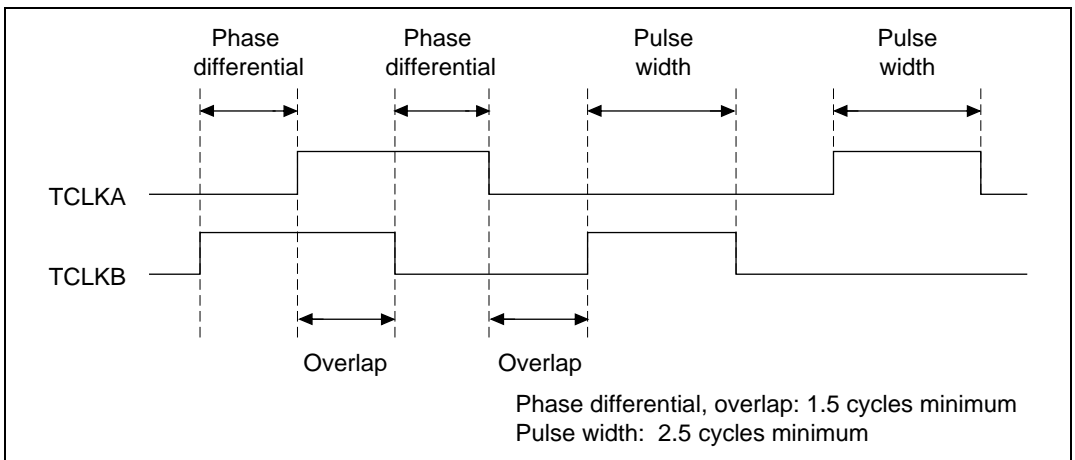 Phase
differential
Phase
differential
Pulse
width
Pulse
width
TCLKA
TCLKB
Overlap
Overlap
Phase differential, overlap: 1.5 cycles minimum
Pulse width: 2.5 cycles minimum